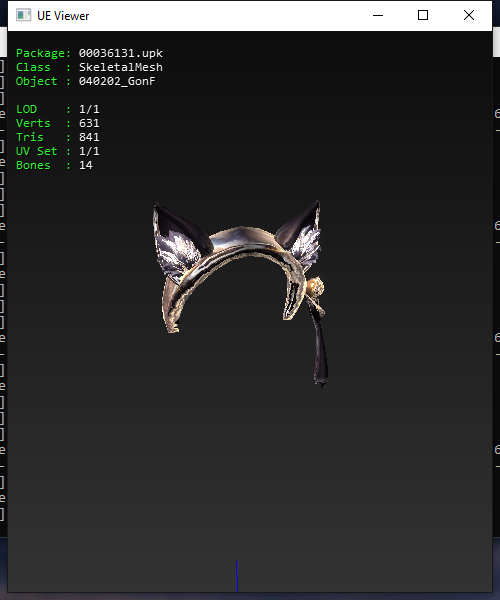 UE Viewer
Package: 00036131.upk
Class : SkeletalMesh
Object : 040202_GonF
LOD : 1/1
Verts : 631
Tris : 841
UV Set : 1/1
Bones : 14